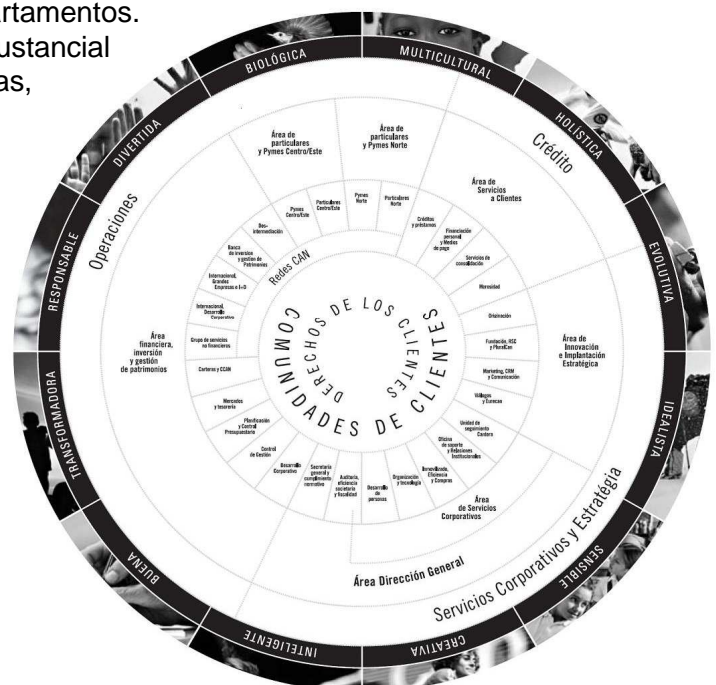 artamentos.
ustancial
as,
BIOLÓGICA
MULTICULTURAL
HOLÍSTICA
EVOLUTIVA
IDEALISTA
SENSIBLE
CREATIVA
INTELIGENTE
BUENA
TRANSFORMADORA
RESPONSABLE
DIVERTIDA
Operaciones
Crédito
Servicios Corporativos y Estratégia
Área de
particulares
y Pymes Centro/Este
Área de
particulares
y Pymes Norte
Área de
Servicios
a Clientes
Área de
Innovación
e Implantación
Estratégica
Área
de Servicios
Corporativos
Área Dirección General
Área
financiera,
inversión
y gestión
de patrimonios
Redes CAN
Pymes
Centro/Este
Particulares
Centro/Este
Pymes
Norte
Particulares
Norte
Créditos
y préstamos
Financiación
personal
y Medios
de pago
Servicios de
consolidación
Morosidad
Originación
Fundación, RSC
y PluralCan
Marketing, CRM
y Comunicación
Viálogos
y Eurecan
Unidad de
seguimiento
Cantera
Oficina
de soporte
y Relaciones
Institucionales
Inmovilizado,
Eficiencia
y Compras
Organización
y tecnología
Desarrollo
de
personas
Auditoría,
eficiencia
societaria
y fiscalidad
Secretaría
general y
cumplimiento
normativo
Desarrollo
Corporativo
Control
de Gestión
Planificación
y Control
Presupuestario
Mercados
y tesorería
Carteras y CCAN
Grupo de servicios
no financieros
Internacional,
Desarrollo
Corporativo
Internacional,
Grandes
Empresas e I+D
Banca
de inversión
y gestión de
Patrimonios
Des-
intermediación
COMUNIDADES DE CLIENTES
DERECHOS DE LOS CLIENTES